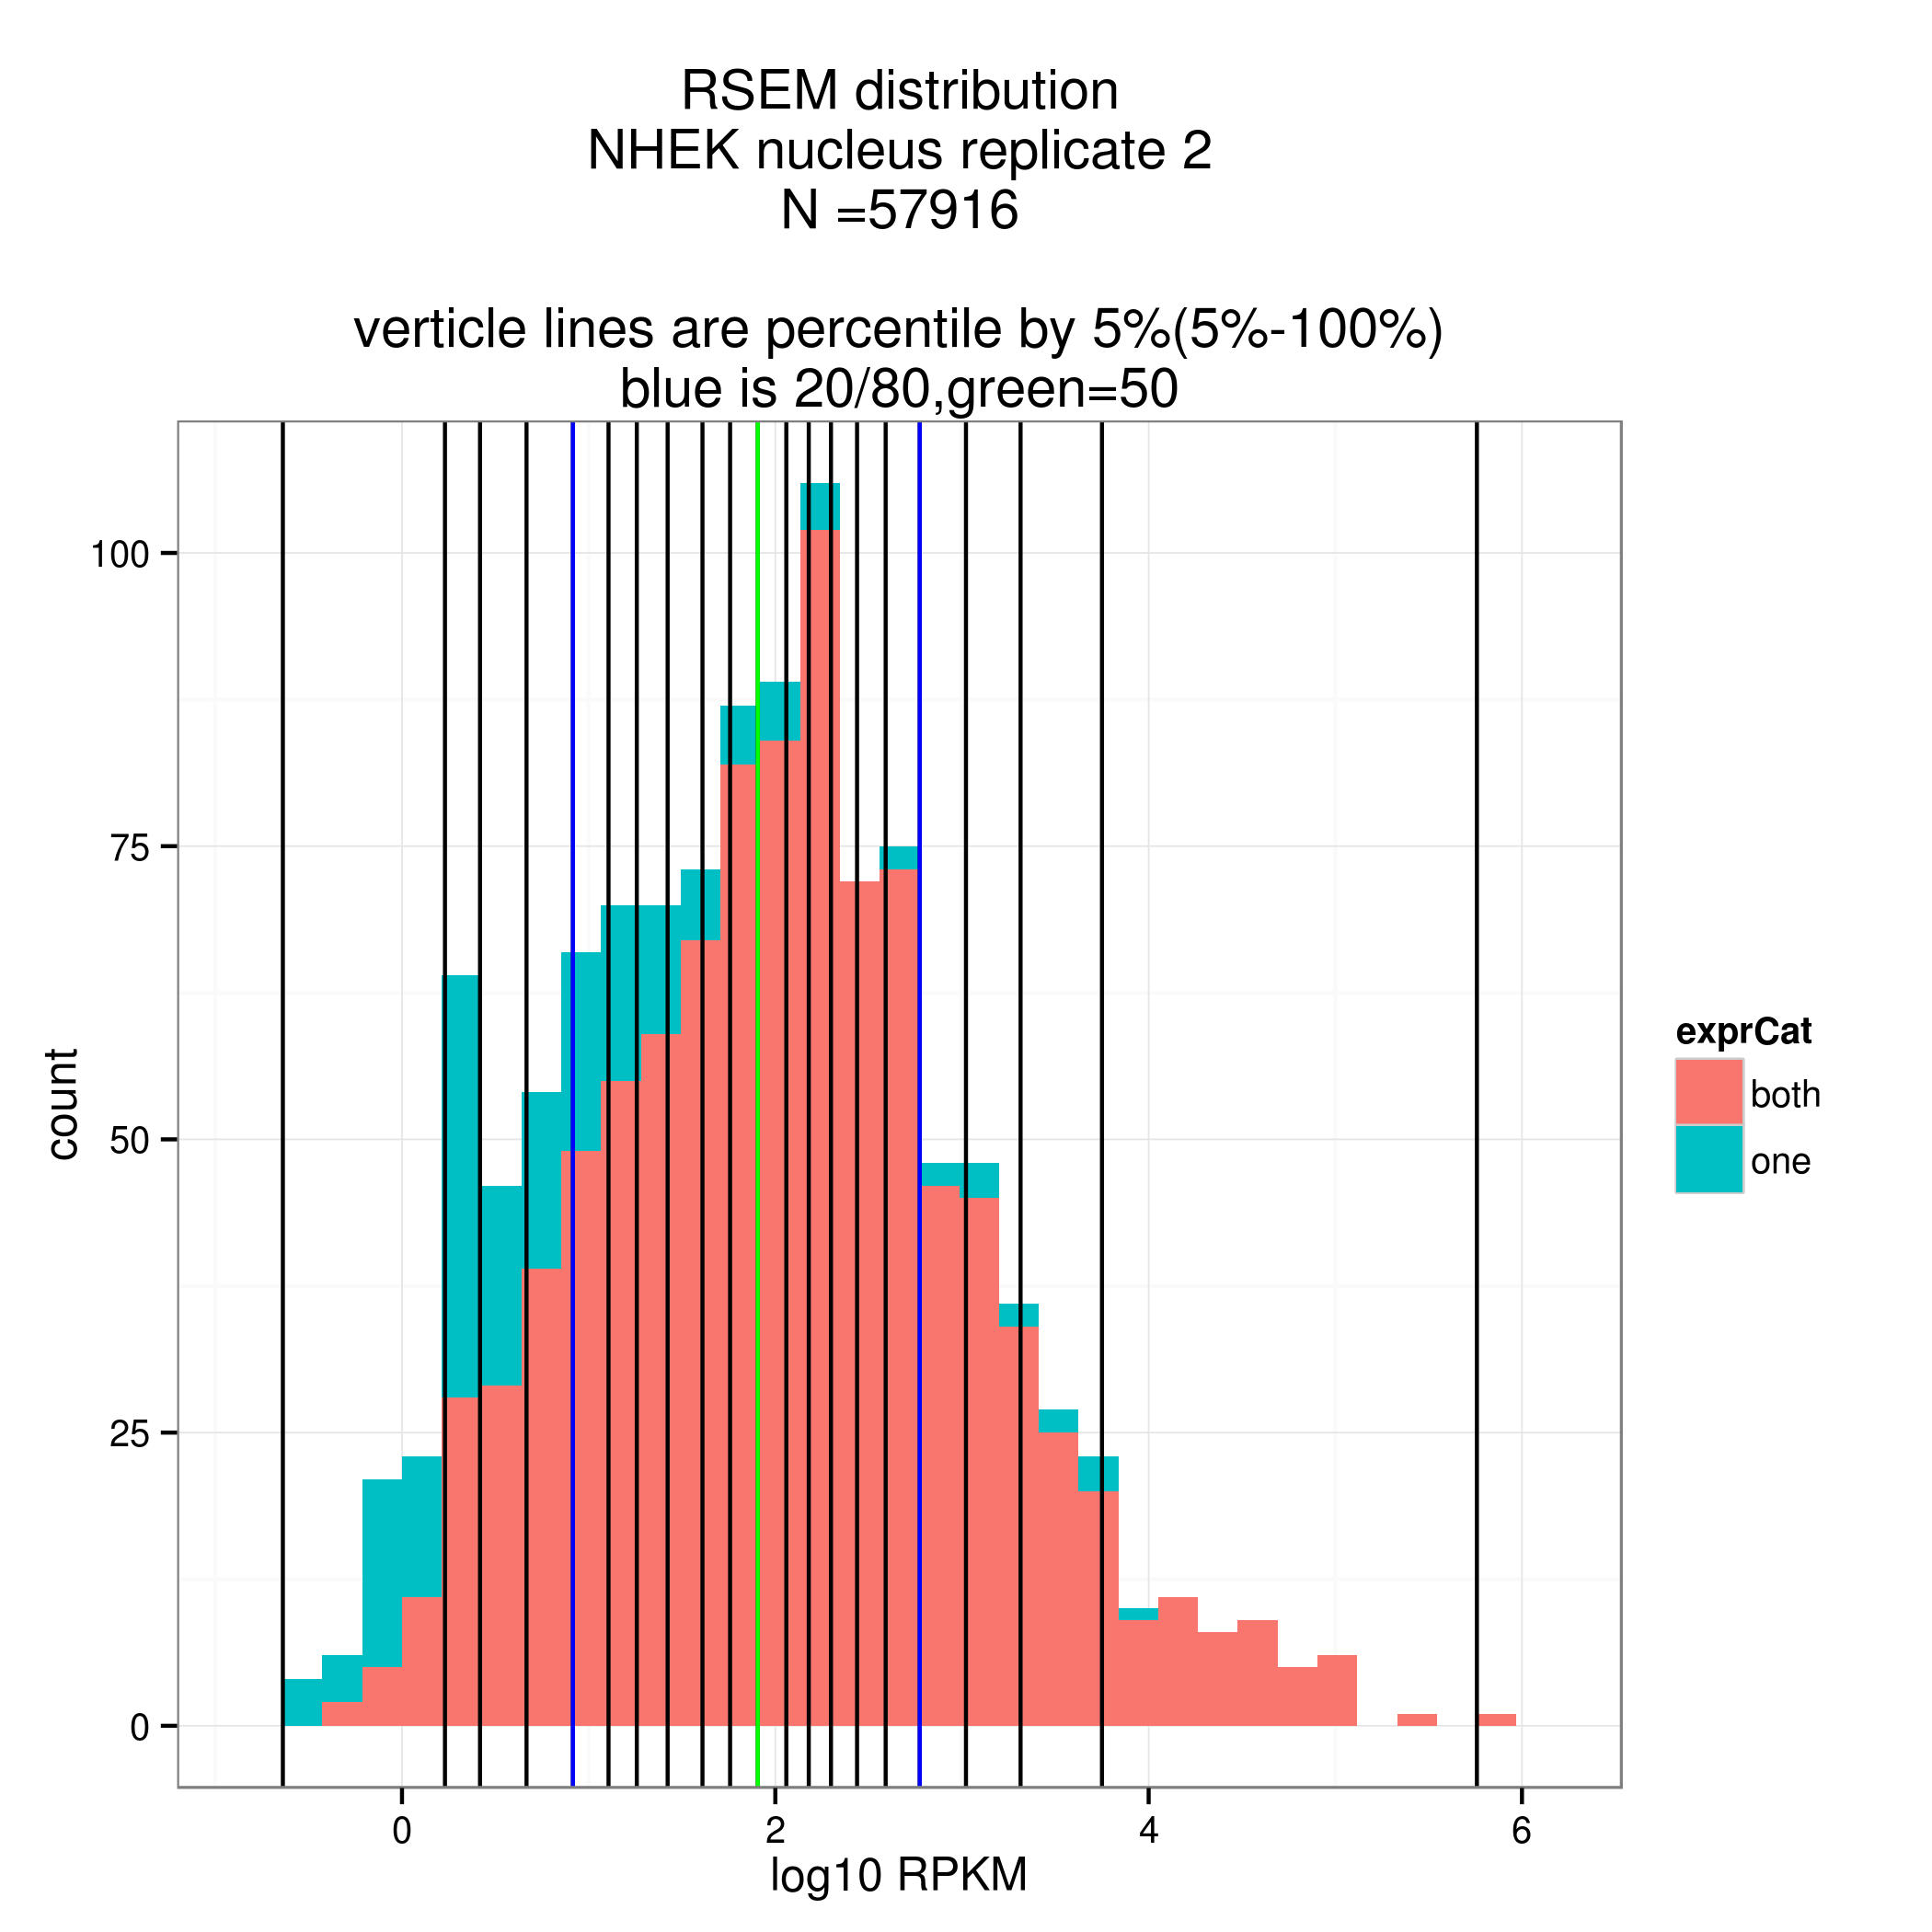 RSEM distribution
NHEK nucleus replicate 2
N =57916
verticle lines are percentile by 5%(5%-100%)
blue is 20/80,green=50
100
75
50
25
0
count
0 2 4 6
log10 RPKM
exprCat
both
one